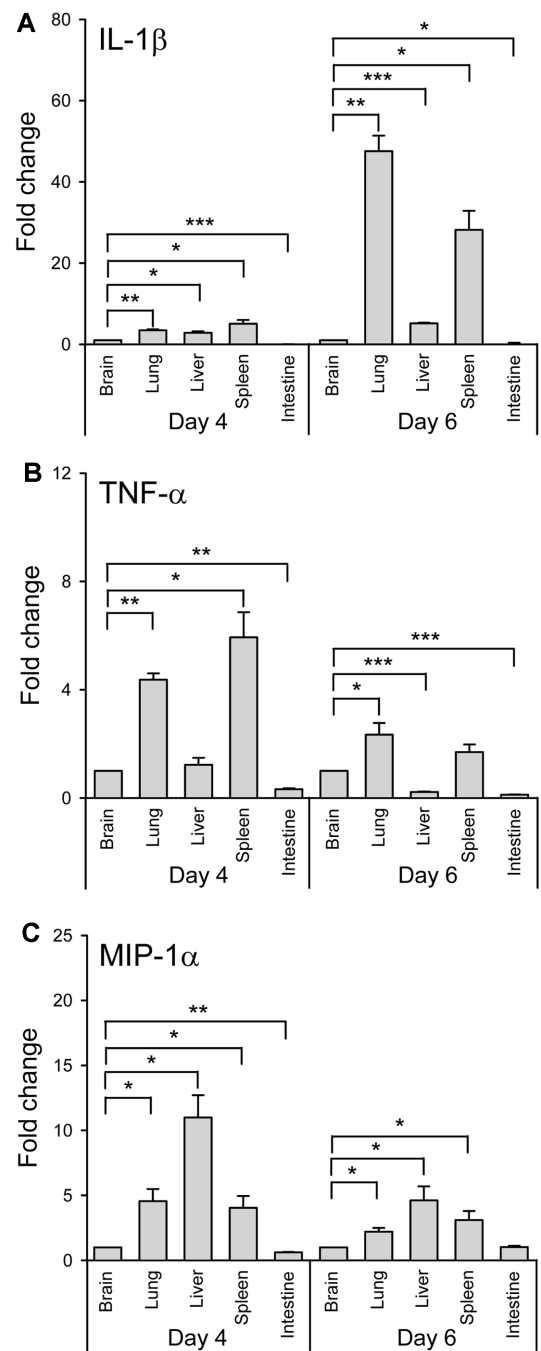 A
IL-1β
Fold change
80
60
40
20
0
*
*
***
**
***
*
*
**
Brain
Lung
Liver
Spleen
Intestine
Brain
Lung
Liver
Spleen
Intestine
Day 4
Day 6
B
TNF-α
Fold change
12
8
4
0
**
*
**
***
***
*
Brain
Lung
Liver
Spleen
Intestine
Brain
Lung
Liver
Spleen
Intestine
Day 4
Day 6
C
MIP-1α
Fold change
25
20
15
10
5
0
**
*
*
*
*
*
*
Brain
Lung
Liver
Spleen
Intestine
Brain
Lung
Liver
Spleen
Intestine
Day 4
Day 6